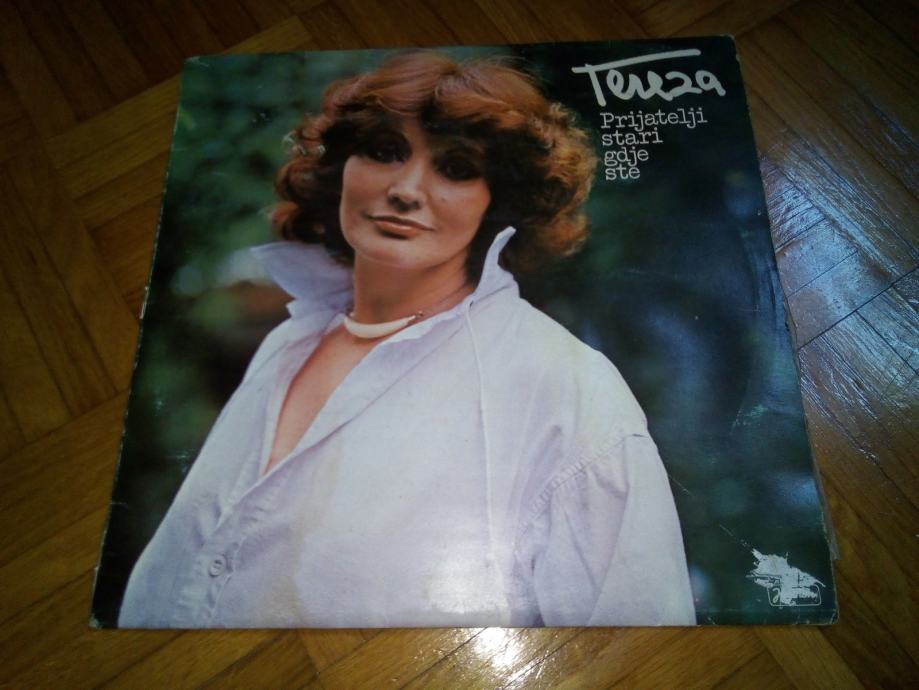 Tereza
Prijatelji
stari
gdje
ste